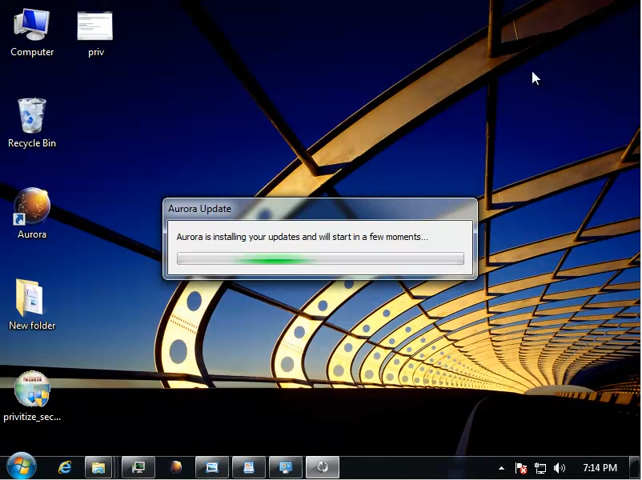 Computer
priv
Recycle Bin
Aurora
New folder
privitize_sec...
Aurora Update
Aurora is installing your updates and will start in a few moments...
7:14 PM